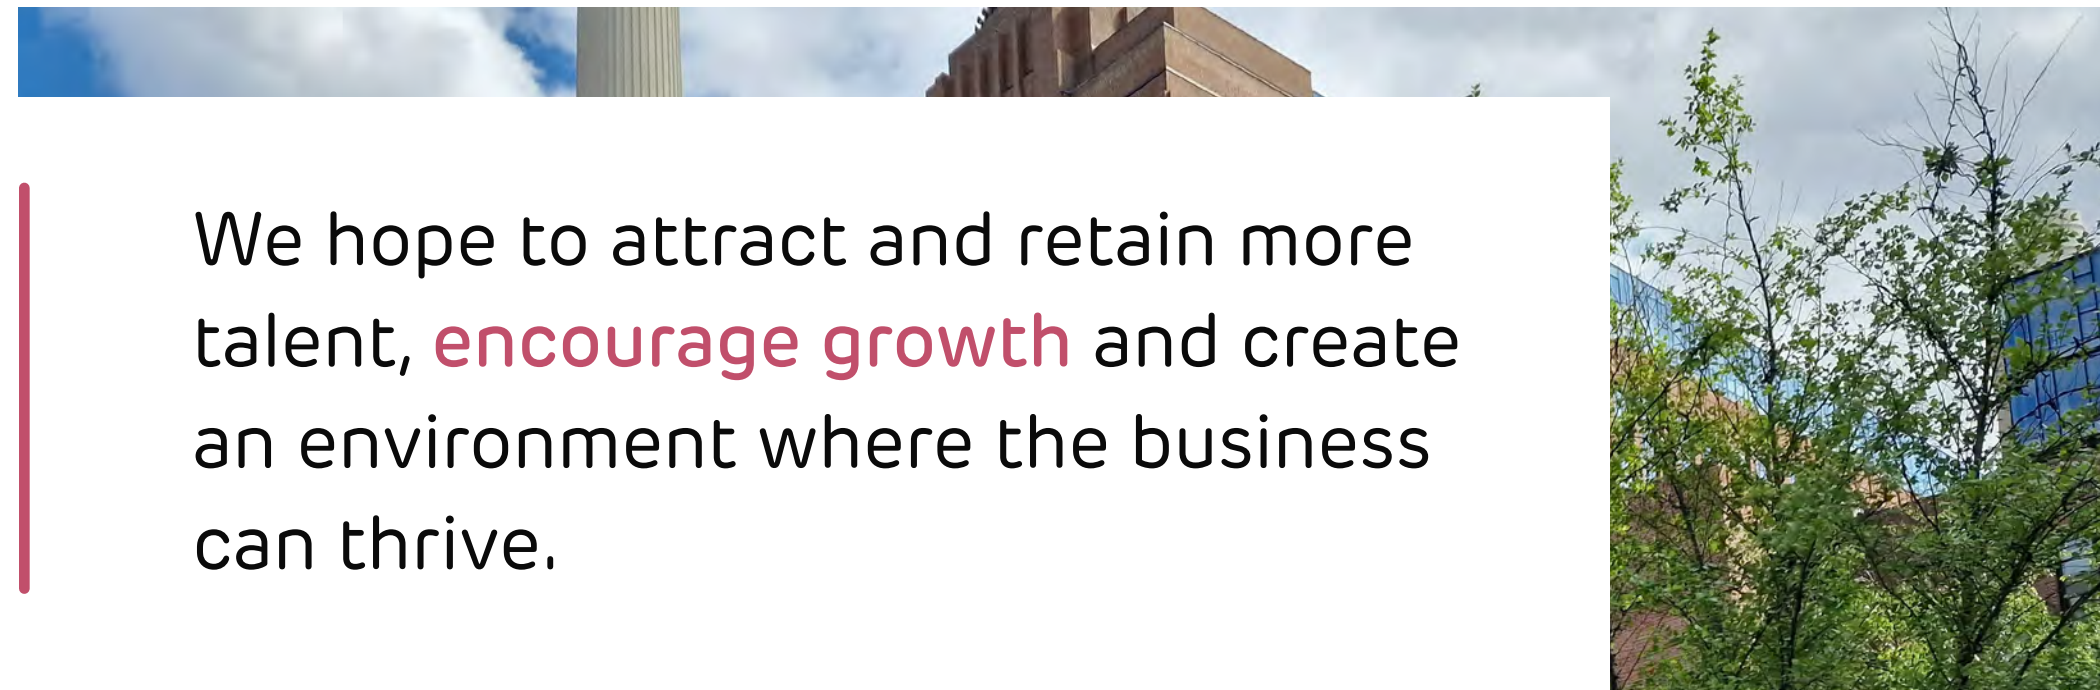 We hope to attract and retain more
talent, encourage growth and create
an environment where the business
can thrive.